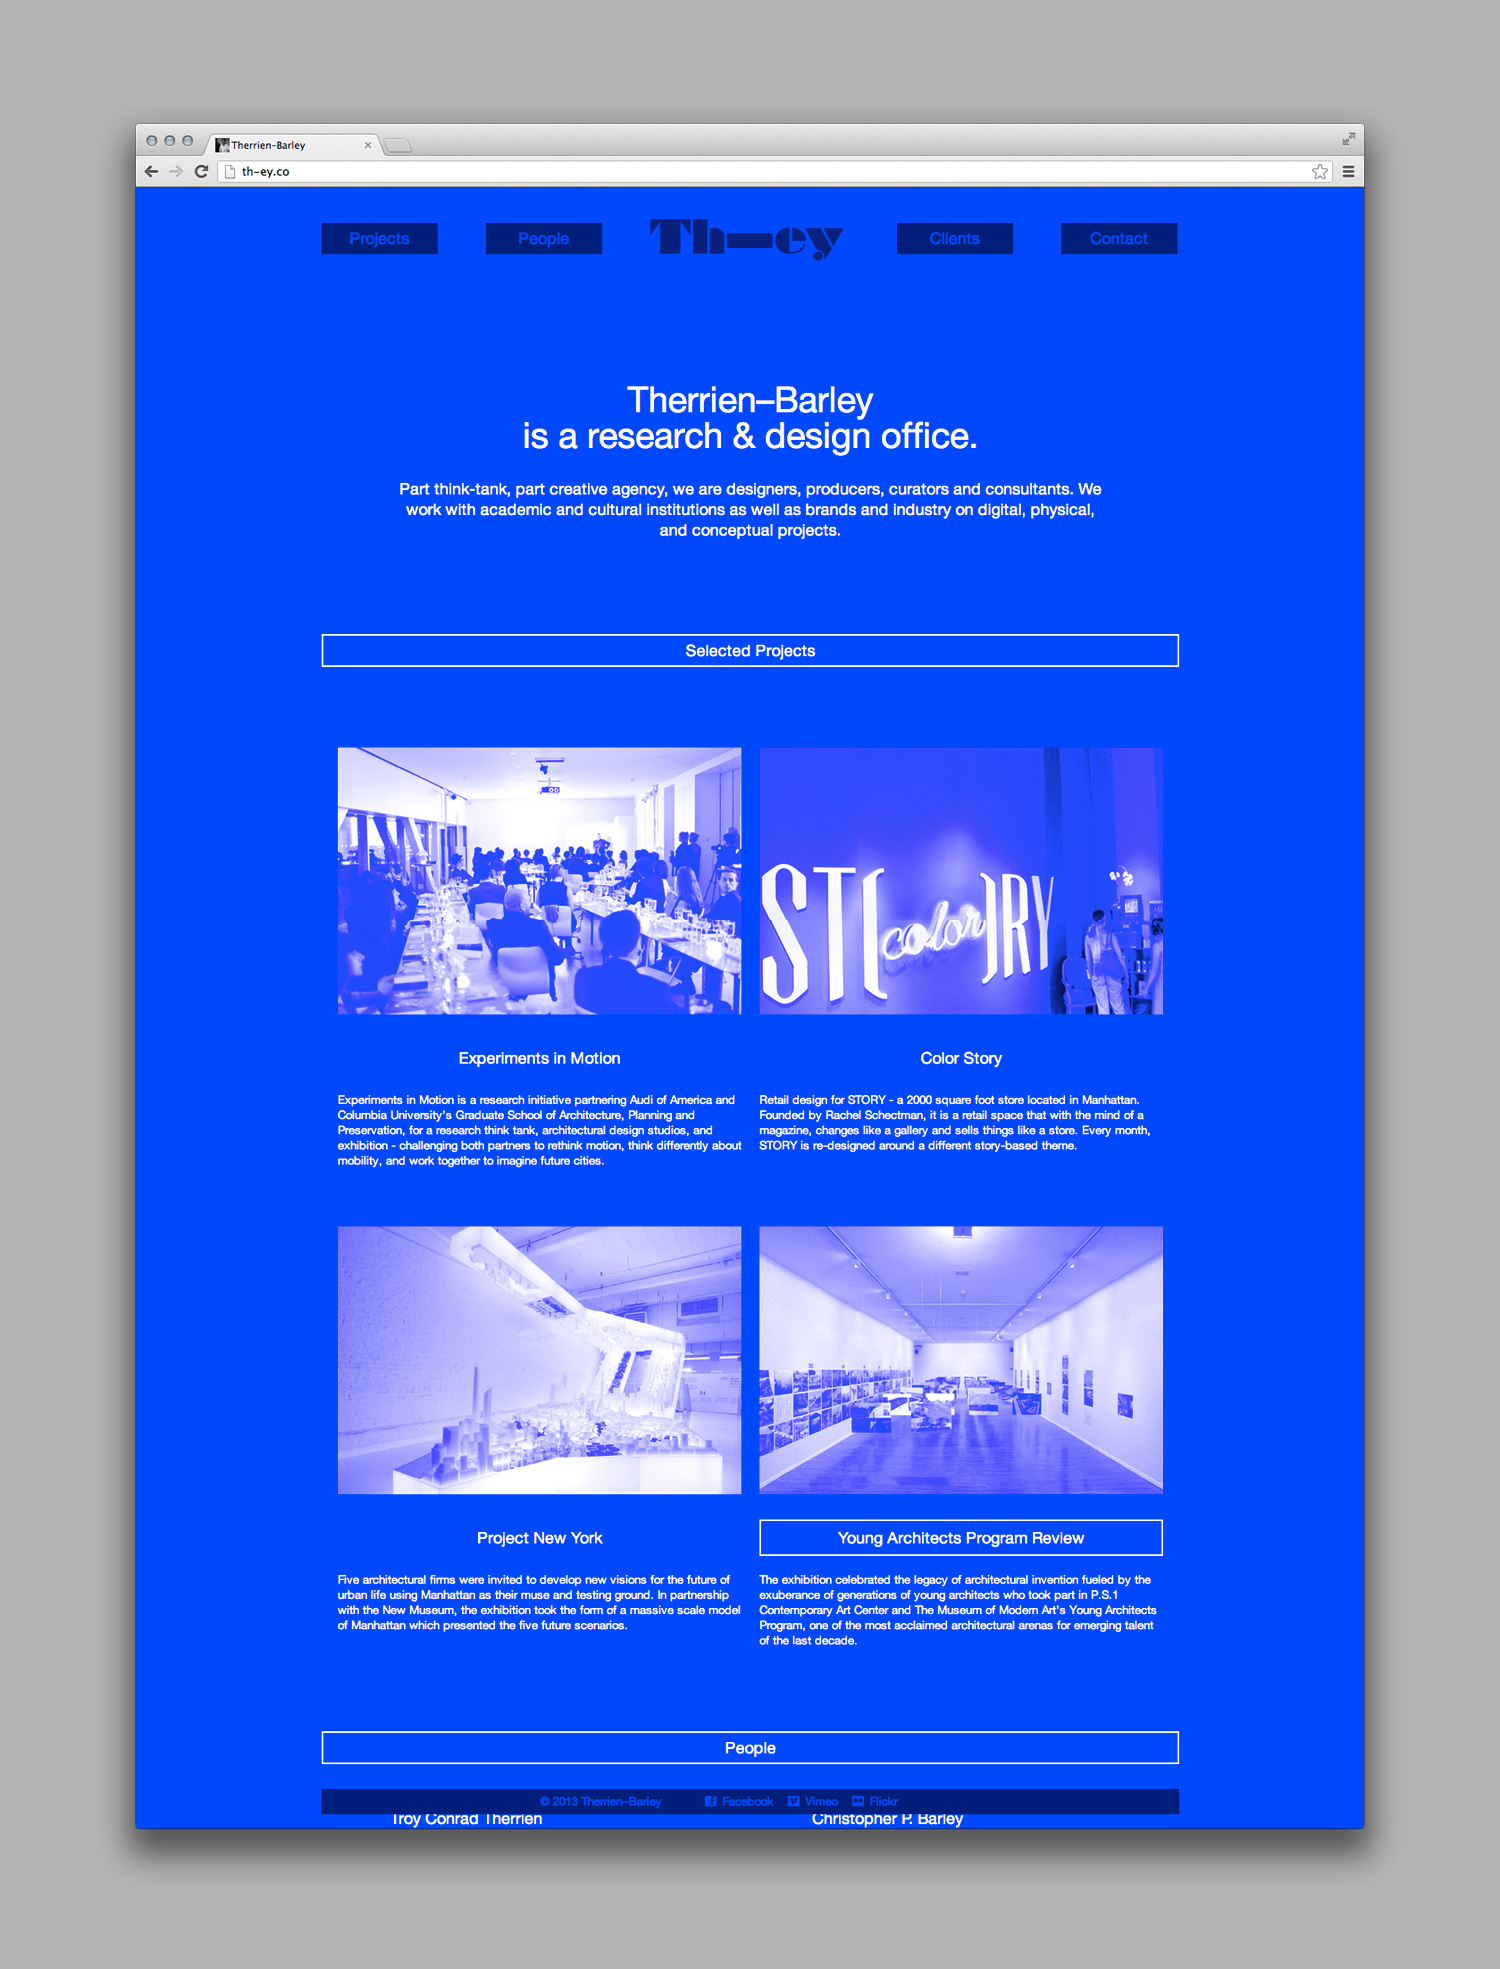 Therrien-Barley
th-ey.co
Projects
People
Th—ey
Clients
Contact
Therrien–Barley
is a research & design office.
Part think-tank, part creative agency, we are designers, producers, curators and consultants. We
work with academic and cultural institutions as well as brands and industry on digital, physical,
and conceptual projects.
Selected Projects
ST(color)RY
Experiments in Motion
Experiments in Motion is a research initiative partnering Audi of America and
Columbia University's Graduate School of Architecture, Planning and
Preservation, for a research think tank, architectural design studios, and
exhibition - challenging both partners to rethink motion, think differently about
mobility, and work together to imagine future cities.
Color Story
Retail design for STORY - a 2000 square foot store located in Manhattan.
Founded by Rachel Schectman, it is a retail space that with the mind of a
magazine, changes like a gallery and sells things like a store. Every month,
STORY is re-designed around a different story-based theme.
Project New York
Five architectural firms were invited to develop new visions for the future of
urban life using Manhattan as their muse and testing ground. In partnership
with the New Museum, the exhibition took the form of a massive scale model
of Manhattan which presented the five future scenarios.
Young Architects Program Review
The exhibition celebrated the legacy of architectural invention fueled by the
exuberance of generations of young architects who took part in P.S.1
Contemporary Art Center and The Museum of Modern Art's Young Architects
Program, one of the most acclaimed architectural arenas for emerging talent
of the last decade.
People
© 2013 Therrien–Barley
Facebook
Vimeo
Flickr
Troy Conrad Therrien
Christopher P. Barley